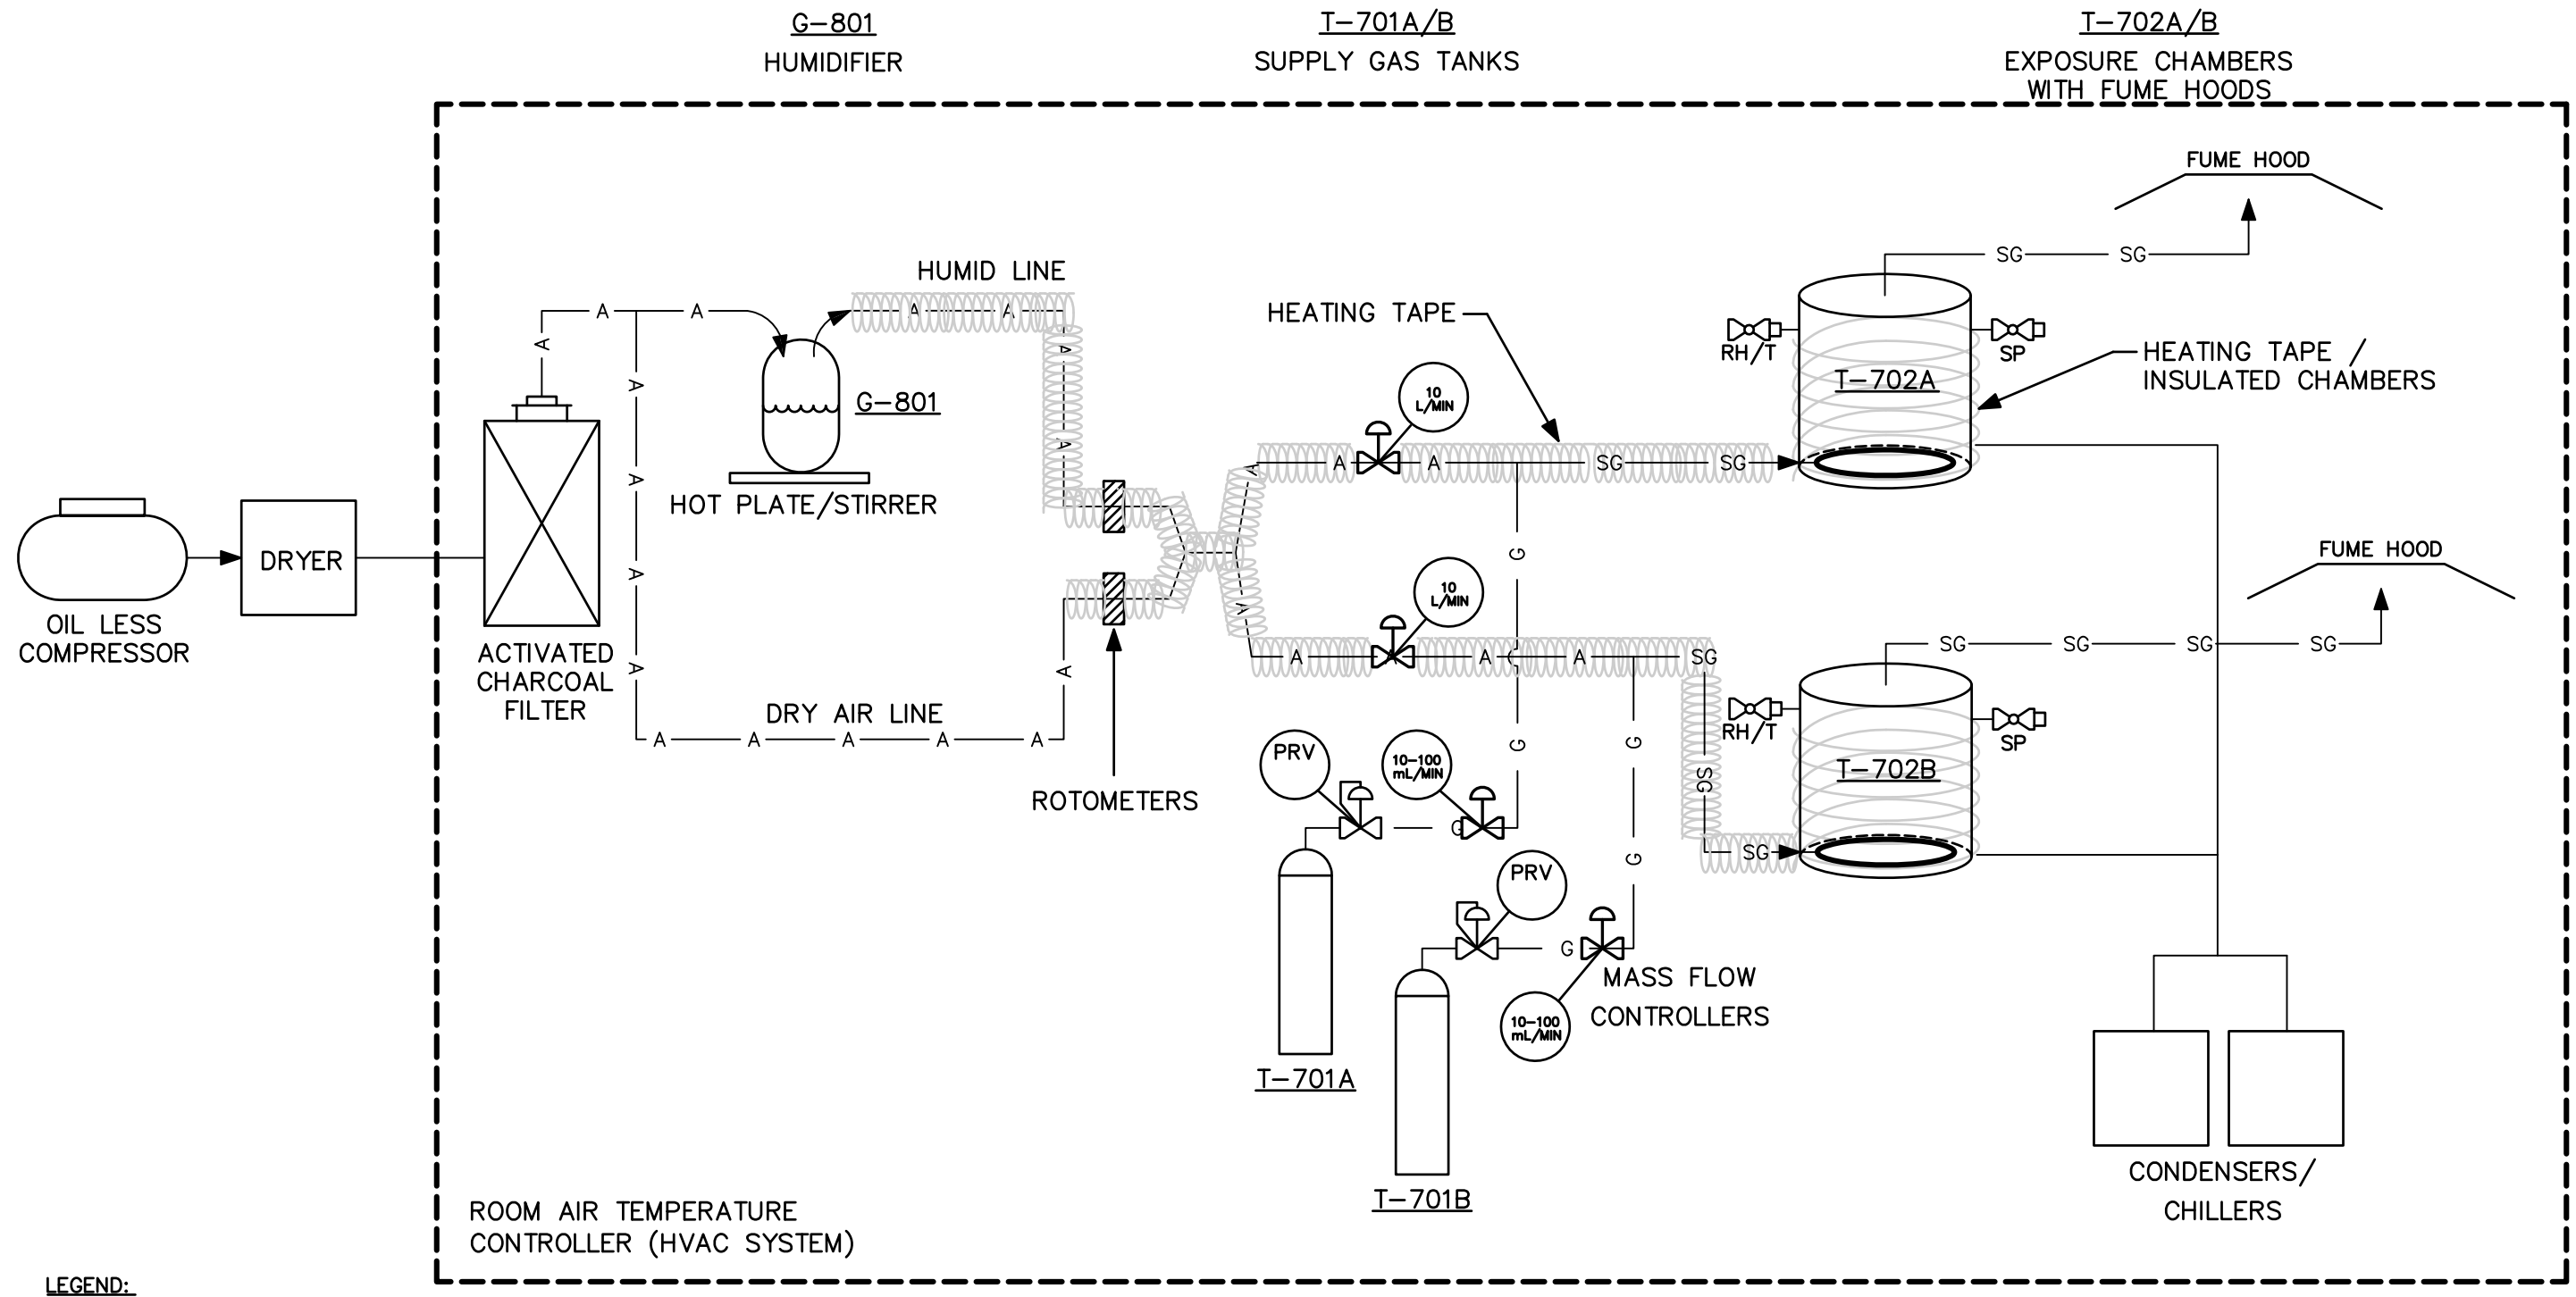 G-801
HUMIDIFIER
T-701A/B
SUPPLY GAS TANKS
T-702A/B
EXPOSURE CHAMBERS
WITH FUME HOODS
FUME HOOD
SG SG
HUMID LINE
A A A A
A
A
HEATING TAPE
RH/T
SP
HEATING TAPE /
INSULATED CHAMBERS
T-702A
A
10
L/MIN
G-801
A
A
A A A SG SG
HOT PLATE/STIRRER
A
DRYER
G
FUME HOOD
A
10
L/MIN
A
OIL LESS
COMPRESSOR
ACTIVATED
CHARCOAL
FILTER
A
A
A A A A SG
SG SG SG SG
DRY AIR LINE
A A A A A
RH/T
SP
PRV
10-100
mL/MIN
G
G
T-702B
SG
ROTOMETERS
G
G
SG
PRV
G
MASS FLOW
CONTROLLERS
10-100
mL/MIN
T-701A
T-701B
CONDENSERS/
CHILLERS
ROOM AIR TEMPERATURE
CONTROLLER (HVAC SYSTEM)
LEGEND: